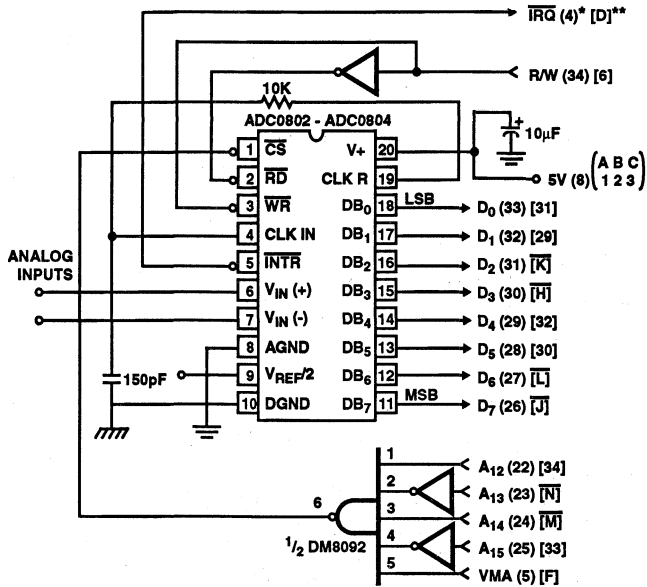 IRQ (4)* [D]**
R/W (34) [6]
10K
ADC0802 - ADC0804
+
10µF
1 CS V+ 20
5V (8) (A B C
1 2 3)
2 RD CLK R 19
3 WR DB0 18 LSB D0 (33) [31]
4 CLK IN DB1 17 D1 (32) [29]
ANALOG
INPUTS
5 INTR DB2 16 D2 (31) [K]
6 VIN (+) DB3 15 D3 (30) [H]
7 VIN (-) DB4 14 D4 (29) [32]
8 AGND DB5 13 D5 (28) [30]
150pF
9 VREF/2 DB6 12 D6 (27) [L]
10 DGND DB7 11 MSB D7 (26) [J]
1 A12 (22) [34]
2 A13 (23) [N]
6
3 A14 (24) [M]
1/2 DM8092
4 A15 (25) [33]
5 VMA (5) [F]